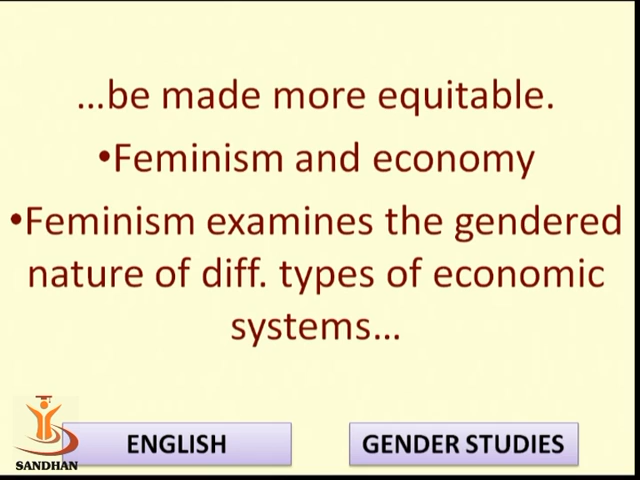 ...be made more equitable.
•Feminism and economy
•Feminism examines the gendered
nature of diff. types of economic
systems...
SANDHAN
ENGLISH
GENDER STUDIES